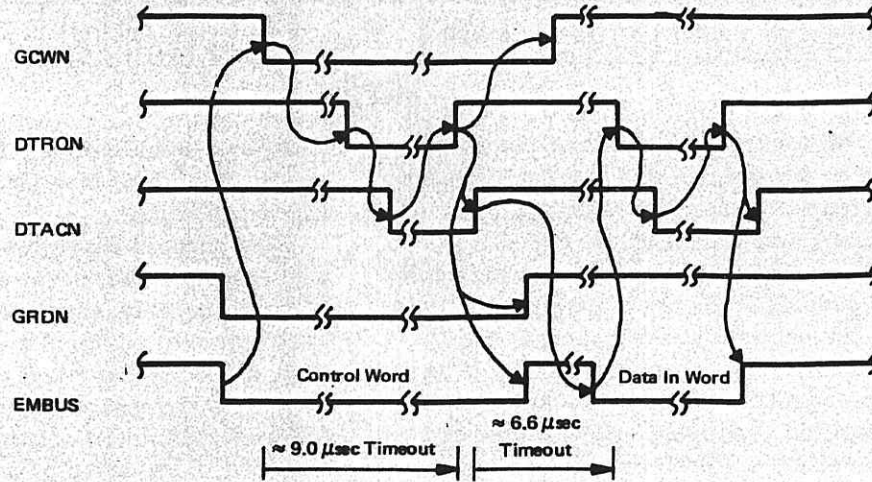 GCWN
DTRQN
DTACN
GRDN
Control Word
Data In Word
EMBUS
≈ 9.0 μsec Timeout
≈ 6.6 μsec
Timeout